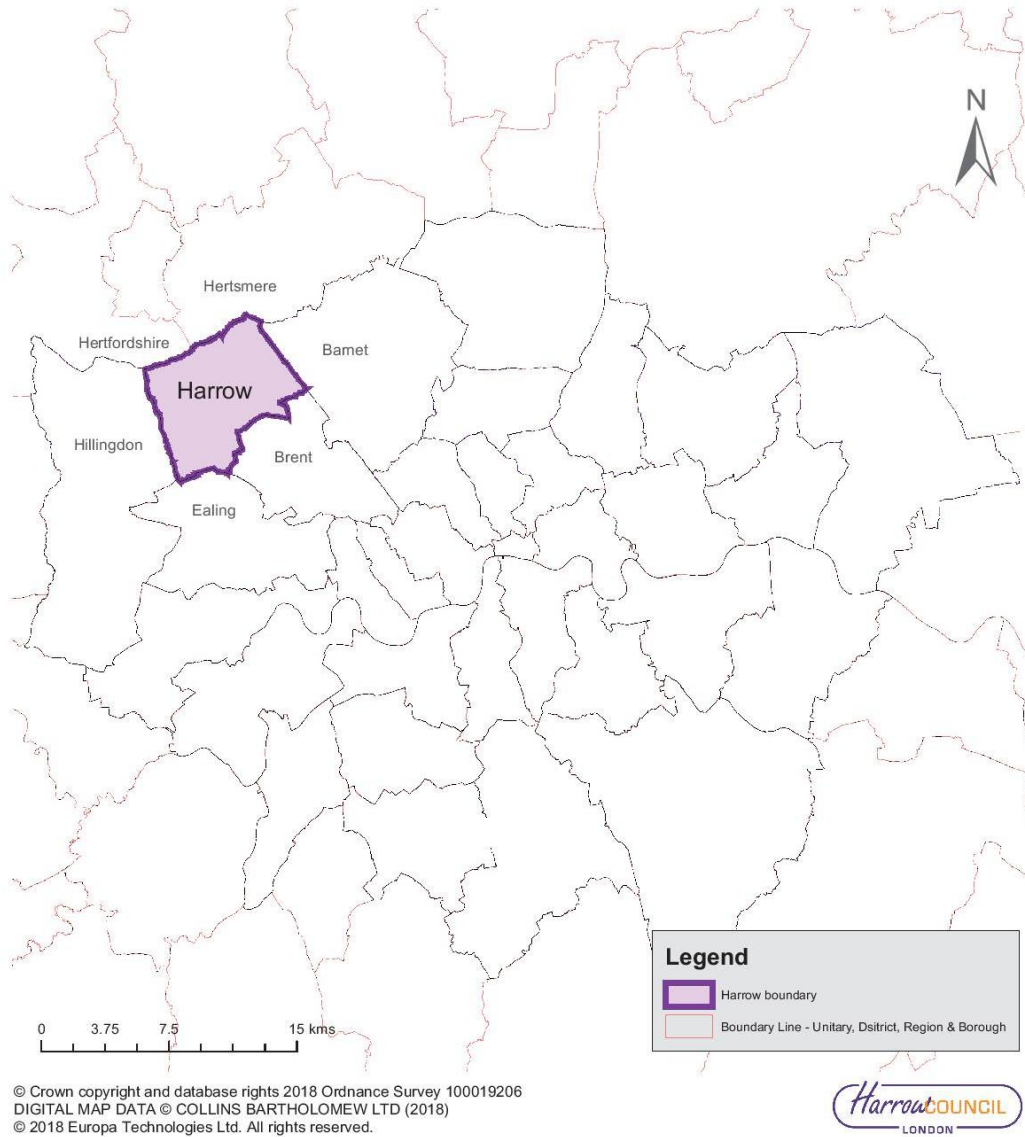 N
Hertsmere
Hertfordshire
Barnet
Harrow
Hillingdon
Brent
Ealing
Legend
Harrow boundary
Boundary Line - Unitary, Dsitrict, Region & Borough
0 3.75 7.5 15 kms
© Crown copyright and database rights 2018 Ordnance Survey 100019206
DIGITAL MAP DATA © COLLINS BARTHOLOMEW LTD (2018)
© 2018 Europa Technologies Ltd. All rights reserved.
HarrowCOUNCIL
LONDON